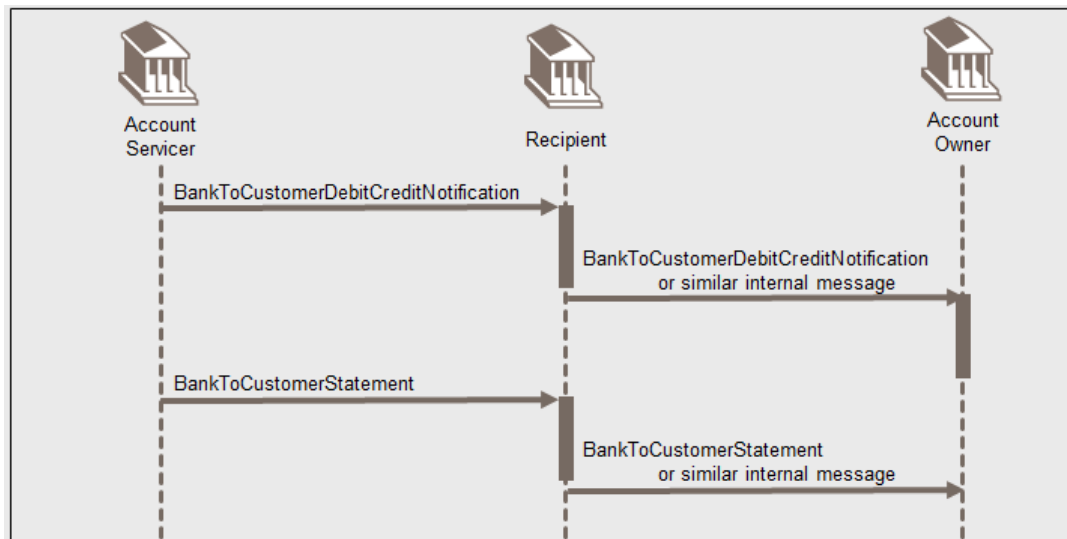 Account
Servicer
Recipient
Account
Owner
BankToCustomerDebitCreditNotification
BankToCustomerDebitCreditNotification
or similar internal message
BankToCustomerStatement
BankToCustomerStatement
or similar internal message